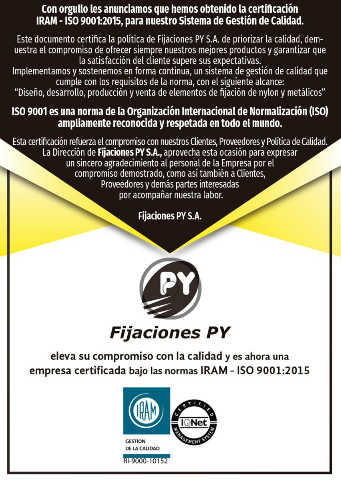 Con orgullo les anunciamos que hemos obtenido la certificación
IRAM - ISO 9001:2015, para nuestro Sistema de Gestión de Calidad.
Este documento certifica la política de Fijaciones PY S.A. de priorizar la calidad, dem-
uestra el compromiso de ofrecer siempre nuestros mejores productos y garantizar que
la satisfacción del cliente supere sus expectativas.
Implementamos y sostenemos en forma continua, un sistema de gestión de calidad que
cumple con los requisitos de la norma, con el siguiente alcance:
"Diseño, desarrollo, producción y venta de elementos de fijación de nylon y metálicos"
ISO 9001 es una norma de la Organización Internacional de Normalización (ISO)
ampliamente reconocida y respetada en todo el mundo.
Esta certificación refuerza el compromiso con nuestros Clientes, Proveedores y Política de Calidad.
La Dirección de Fijaciones PY S.A., aprovecha esta ocasión para expresar
un sincero agradecimiento al personal de la Empresa por el
compromiso demostrado, como así también a Clientes,
Proveedores y demás partes interesadas
por acompañar nuestra labor.
Fijaciones PY S.A.
PY
Fijaciones PY
eleva su compromiso con la calidad y es ahora una
empresa certificada bajo las normas IRAM - ISO 9001:2015
IRAM
CERTIFIED
IQNet
MANAGEMENT SYSTEM
GESTION
DE LA CALIDAD
RI-9000-10152